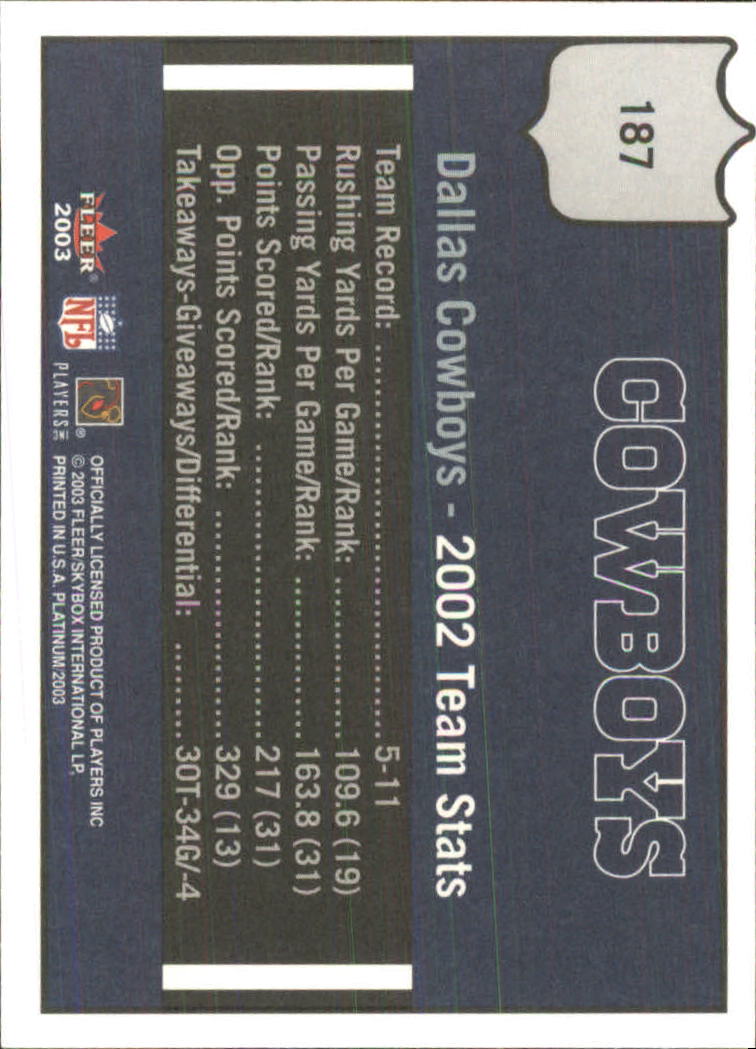 187
COWBOYS
Dallas Cowboys - 2002 Team Stats
Team Record: ........................................ 5-11
Rushing Yards Per Game/Rank: ................ 109.6 (19)
Passing Yards Per Game/Rank: ................ 163.8 (31)
Points Scored/Rank: ............................. 217 (31)
Opp. Points Scored/Rank: ........................ 329 (13)
Takeaways-Giveaways/Differential: ......... 30T-34G/-4
FLEER®
2003
NFL
PLAYERS
®
OFFICIALLY LICENSED PRODUCT OF PLAYERS INC
© 2003 FLEER/SKYBOX INTERNATIONAL LP.
PRINTED IN U.S.A. PLATINUM/2003